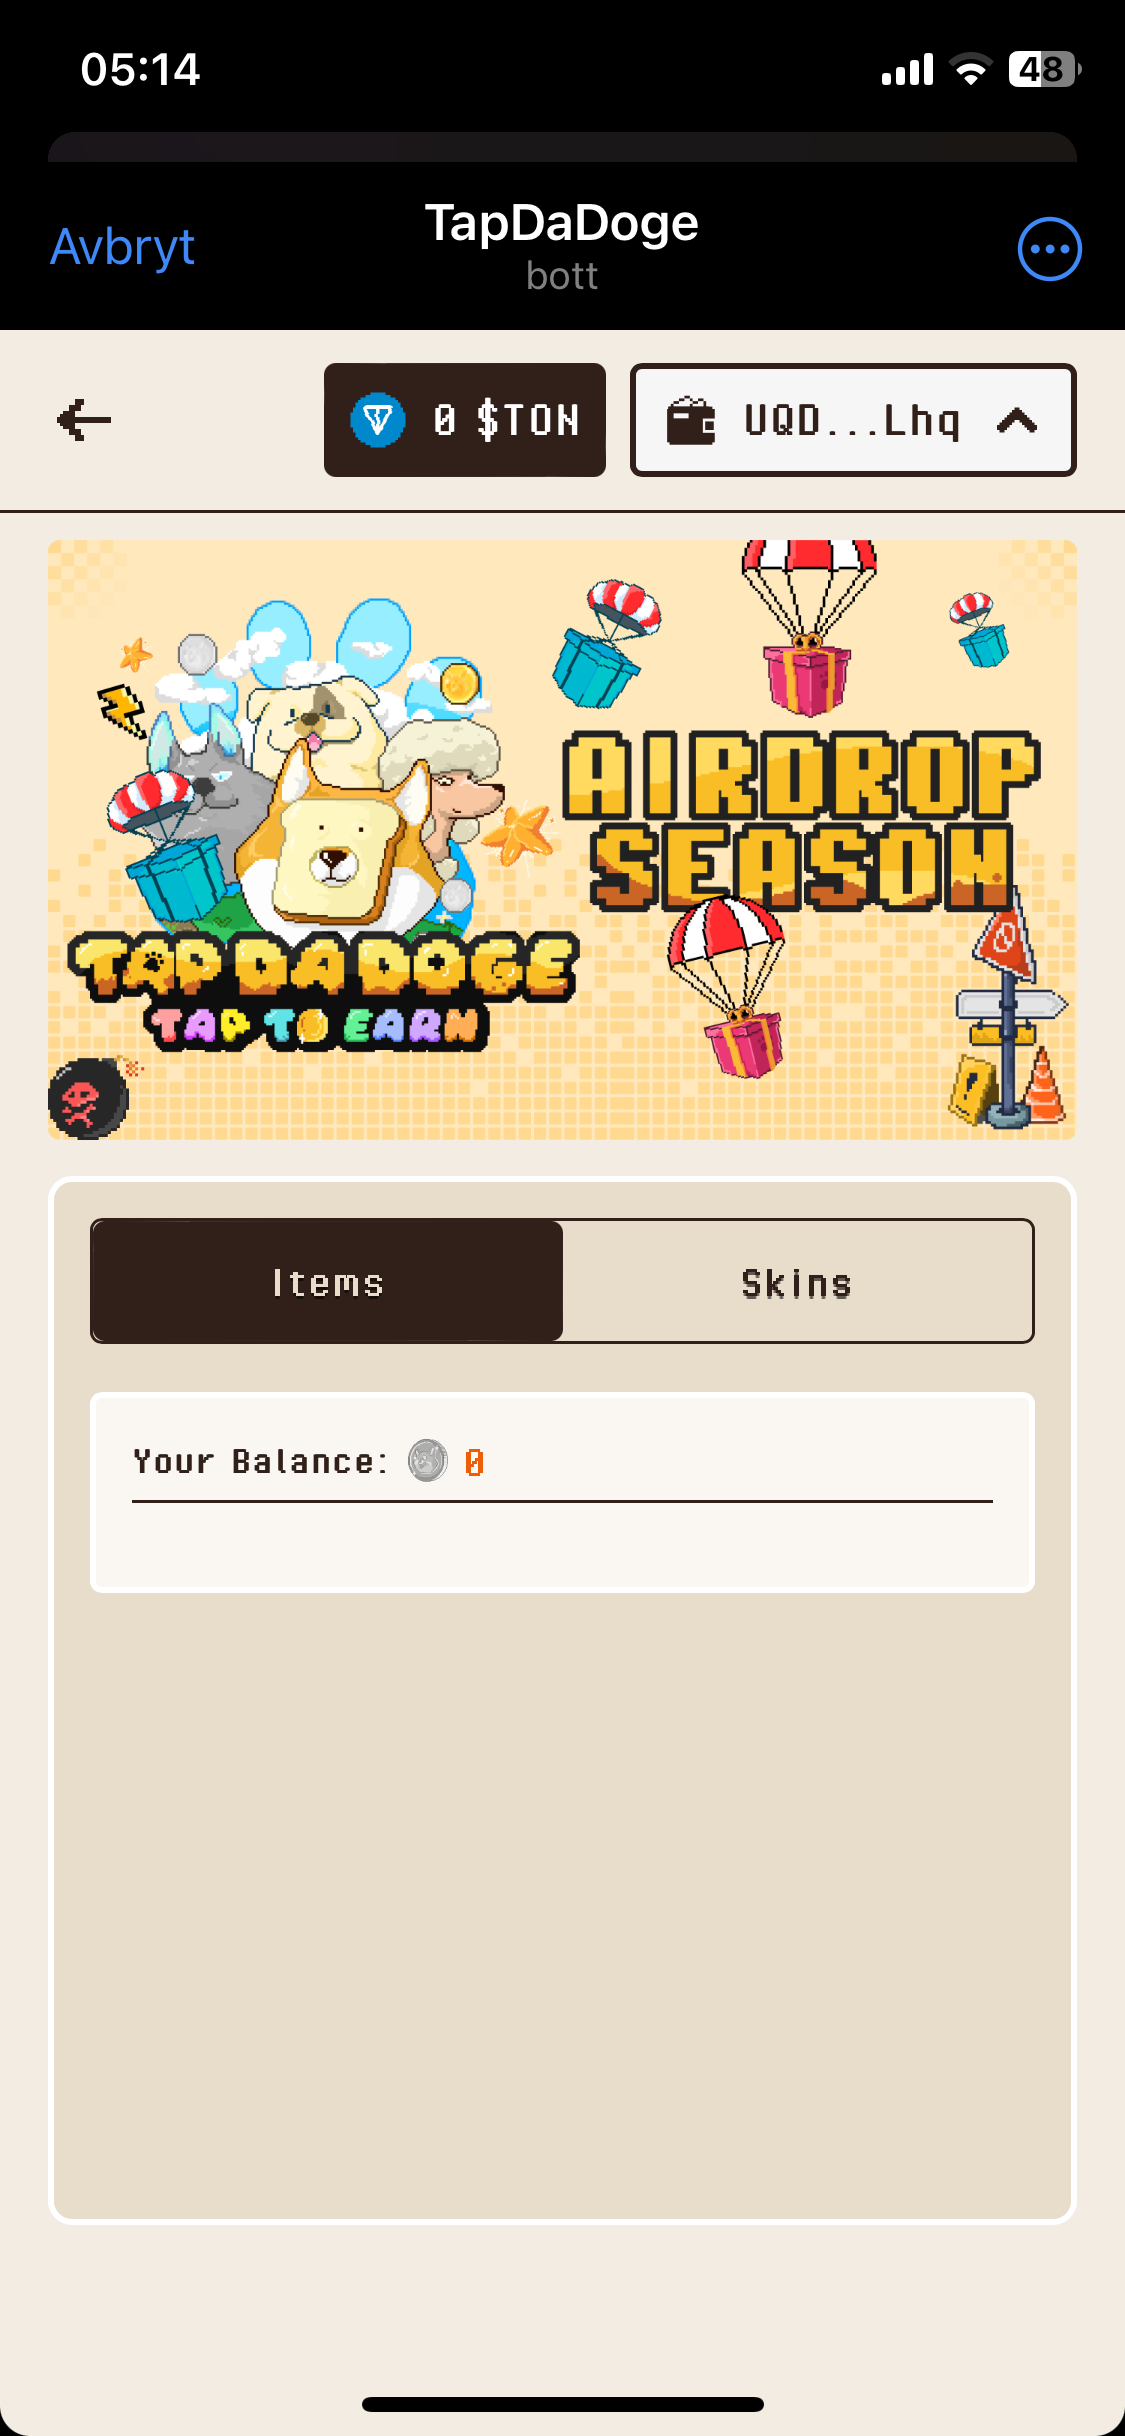 05:14
48
Avbryt
TapDaDoge
bott
0 $TON
UQD...Lhq
AIRDROP
SEASON
TAP DA DOGE
TAP TO EARN
Items
Skins
Your Balance: 0